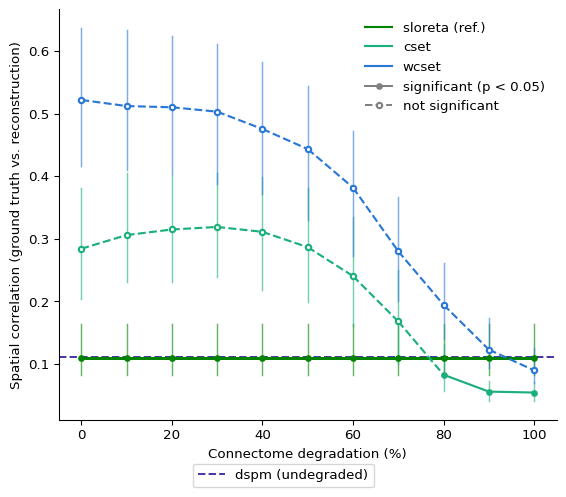 Spatial correlation (ground truth vs. reconstruction)
0.6
0.5
0.4
0.3
0.2
0.1
sloreta (ref.)
cset
wcset
significant (p < 0.05)
not significant
0 20 40 60 80 100
Connectome degradation (%)
dspm (undegraded)